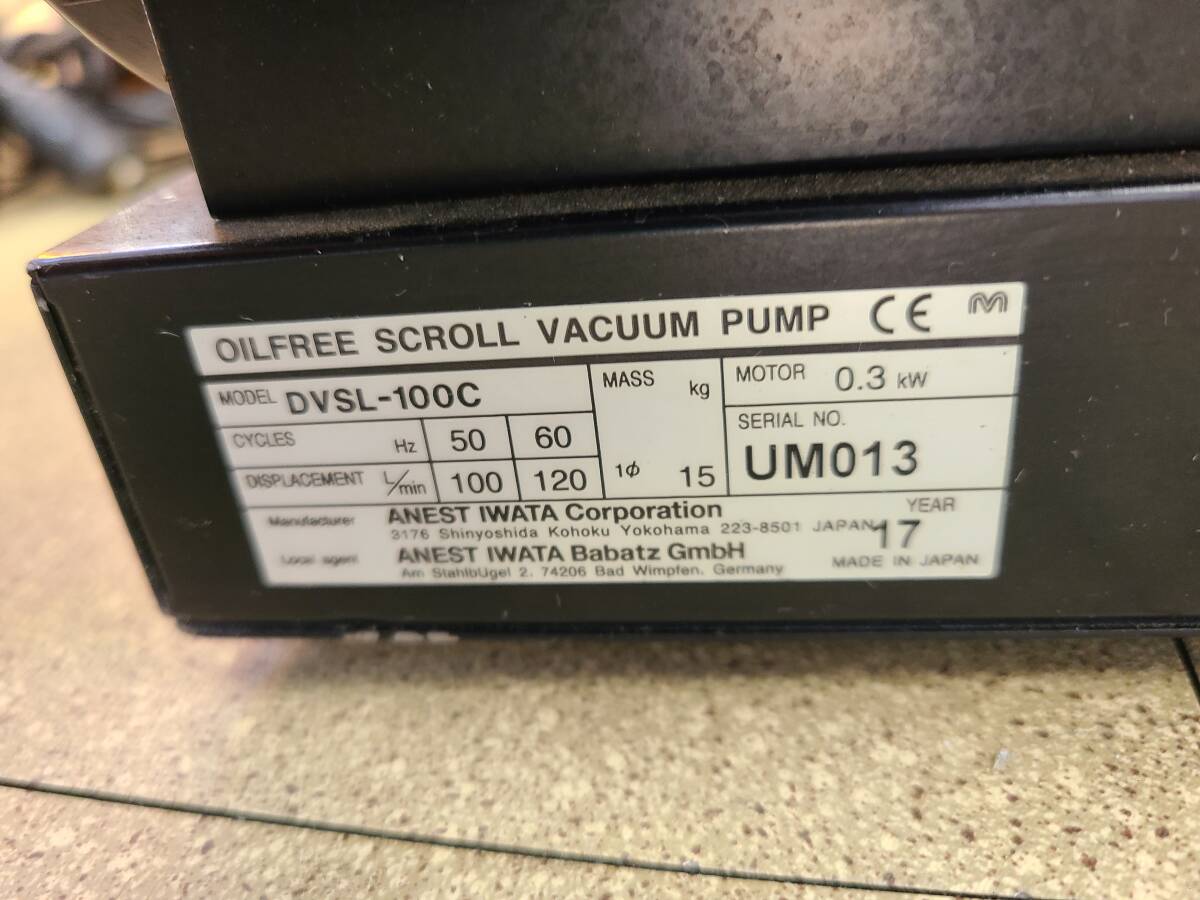 OILFREE SCROLL VACUUM PUMP CE
MODEL DVSL-100C
CYCLES Hz 50 60
DISPLACEMENT L/min 100 120
MASS kg
1ϕ 15
MOTOR 0.3 kW
SERIAL NO.
UM013
Manufacturer ANEST IWATA Corporation
3176 Shinyoshida Kohoku Yokohama 223-8501 JAPAN
Local agent ANEST IWATA Babatz GmbH
Am Stahlbügel 2. 74206 Bad Wimpfen, Germany
YEAR
17
MADE IN JAPAN